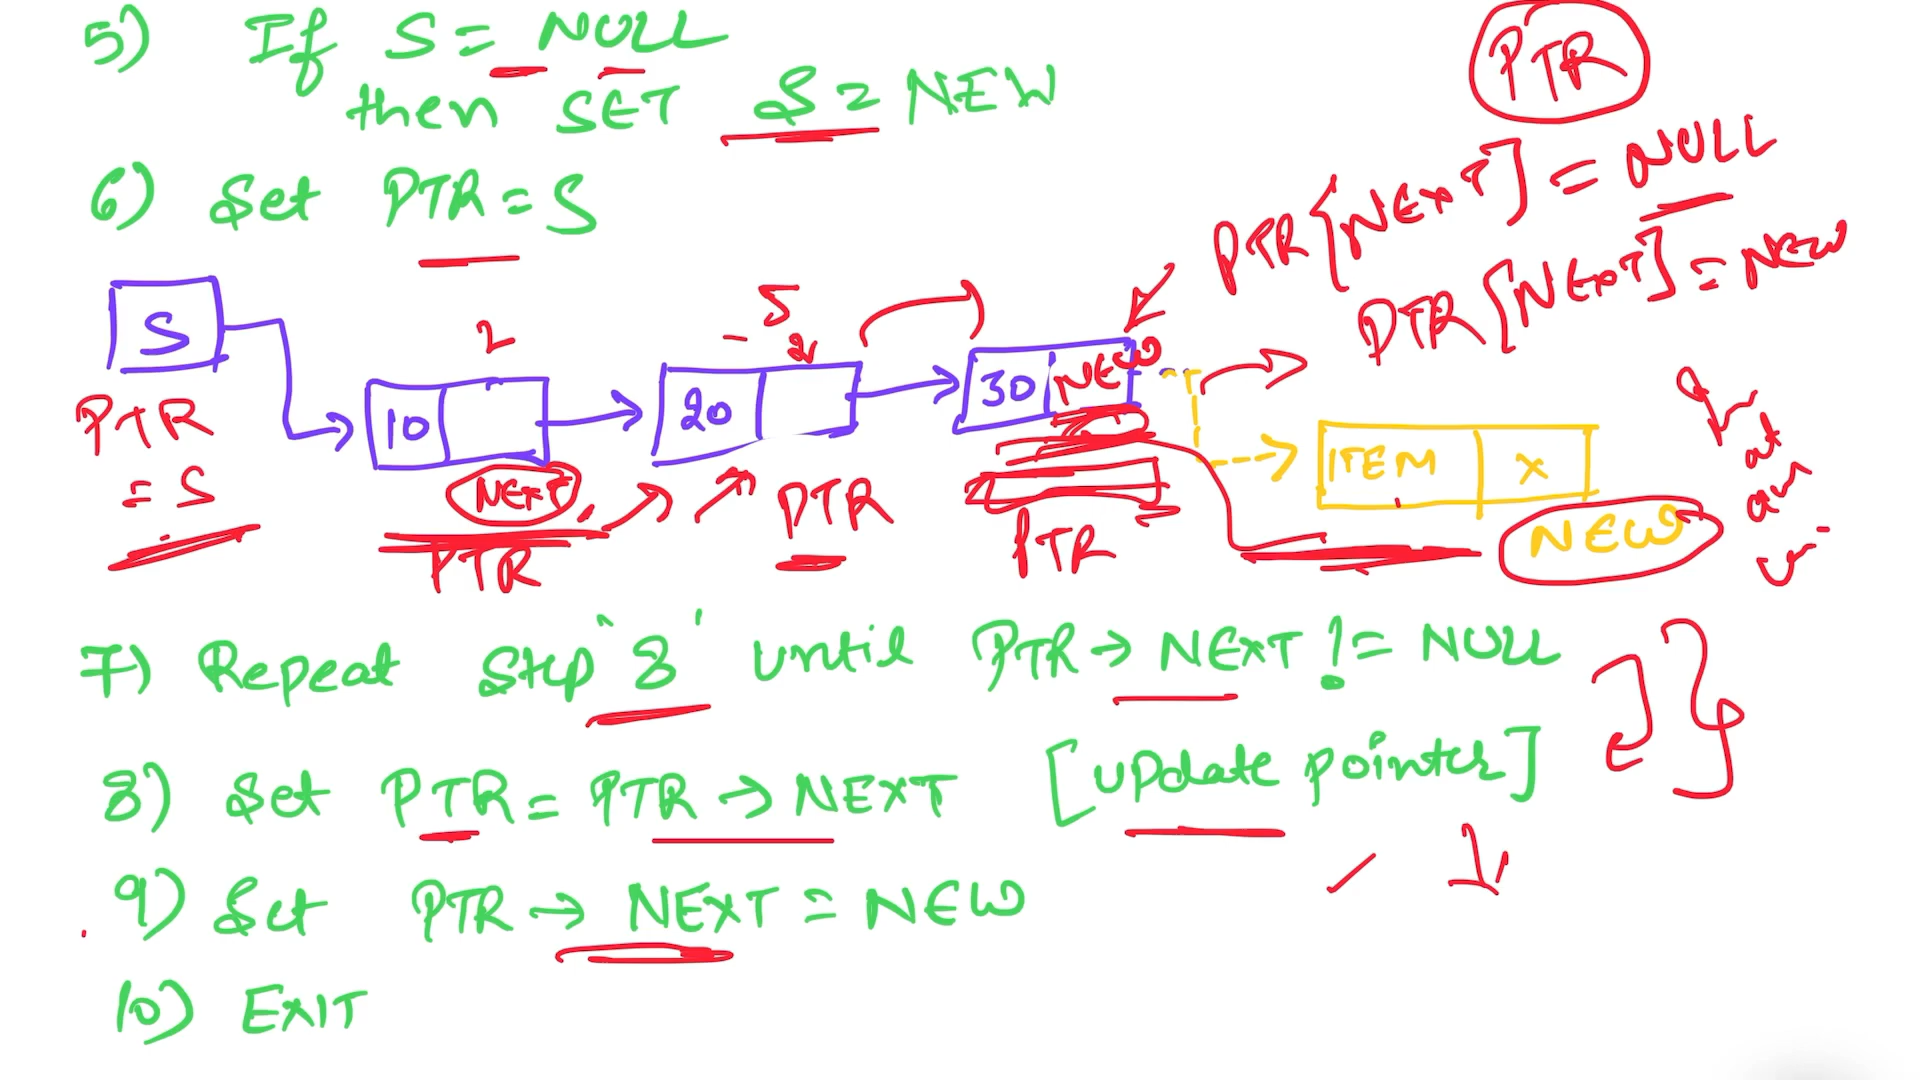 5) If S = NULL
then SET S = NEW
PTR
6) Set PTR = S
PTR[NEXT] = NULL
PTR[NEXT] = NEW
S
PTR
= S
10
NEXT
PTR
20
PTR
30 NEW
PTR
ITEM X
NEW
7) Repeat Step '8' until PTR → NEXT != NULL
8) Set PTR = PTR → NEXT [update pointer]
9) Set PTR → NEXT = NEW
10) EXIT